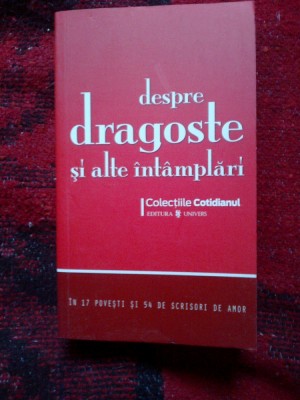 despre
dragoste
și alte întâmplări
Colecțiile Cotidianul
EDITURA UNIVERS
ÎN 17 POVEȘTI ȘI 54 DE SCRISORI DE AMOR